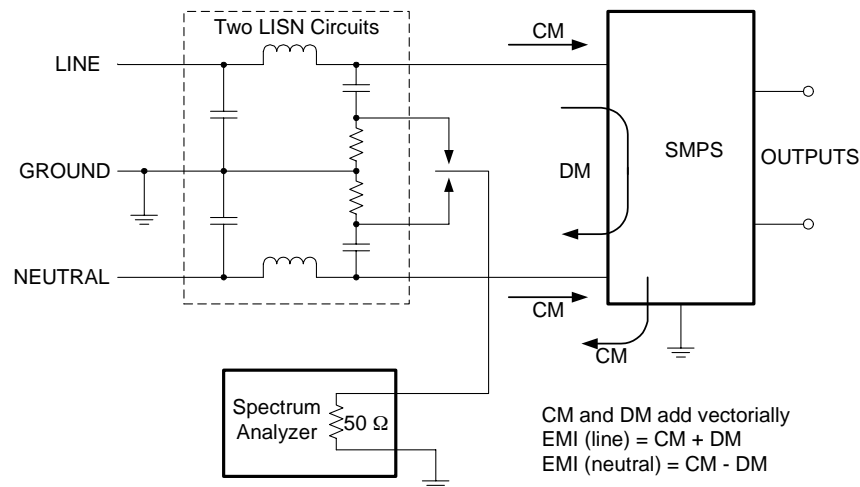 Two LISN Circuits
CM
LINE
GROUND
DM
SMPS
OUTPUTS
NEUTRAL
CM
CM
Spectrum
Analyzer
50 Ω
CM and DM add vectorially
EMI (line) = CM + DM
EMI (neutral) = CM - DM